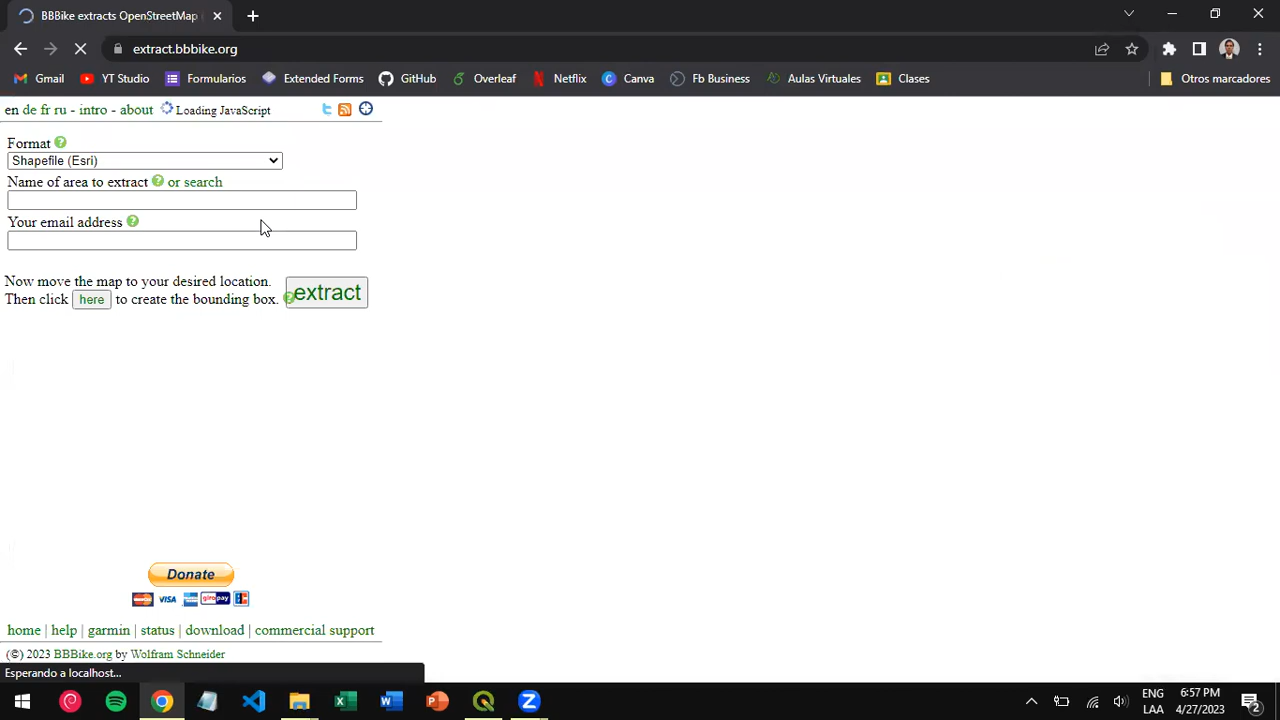 BBBike extracts OpenStreetMap
extract.bbbike.org
Gmail YT Studio Formularios Extended Forms GitHub Overleaf Netflix Canva Fb Business Aulas Virtuales Clases Otros marcadores
en de fr ru - intro - about Loading JavaScript
Format
Shapefile (Esri)
Name of area to extract or search
Your email address
Now move the map to your desired location.
Then click here to create the bounding box.
extract
Donate
VISA giropay
home | help | garmin | status | download | commercial support
(©) 2023 BBBike.org by Wolfram Schneider
Esperando a localhost...
ENG 6:57 PM
LAA 4/27/2023
2